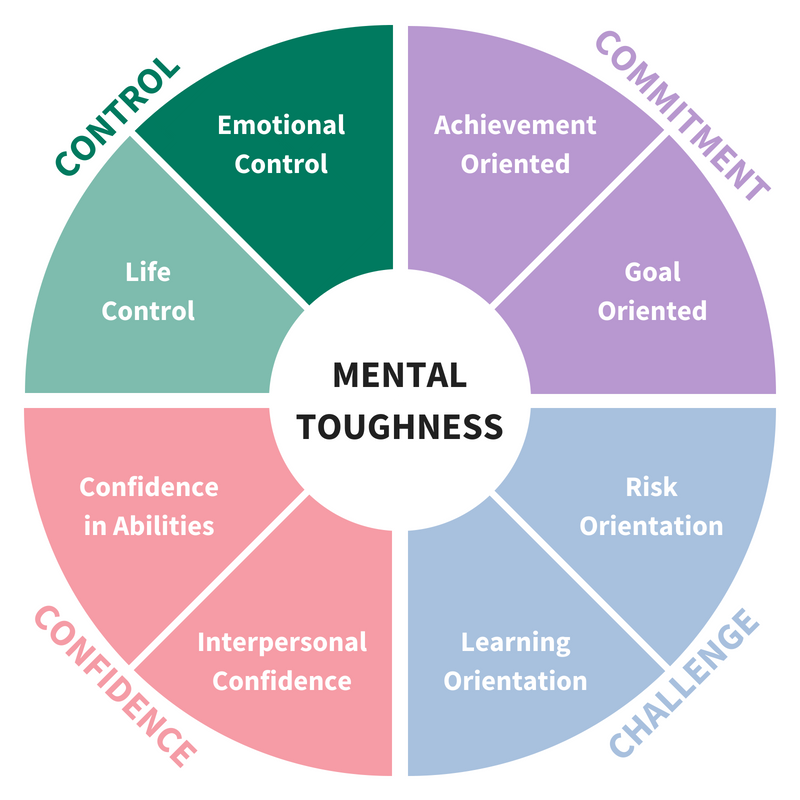 CONTROL
COMMITMENT
Emotional
Control
Achievement
Oriented
Life
Control
Goal
Oriented
MENTAL
TOUGHNESS
Confidence
in Abilities
Risk
Orientation
Interpersonal
Confidence
Learning
Orientation
CONFIDENCE
CHALLENGE